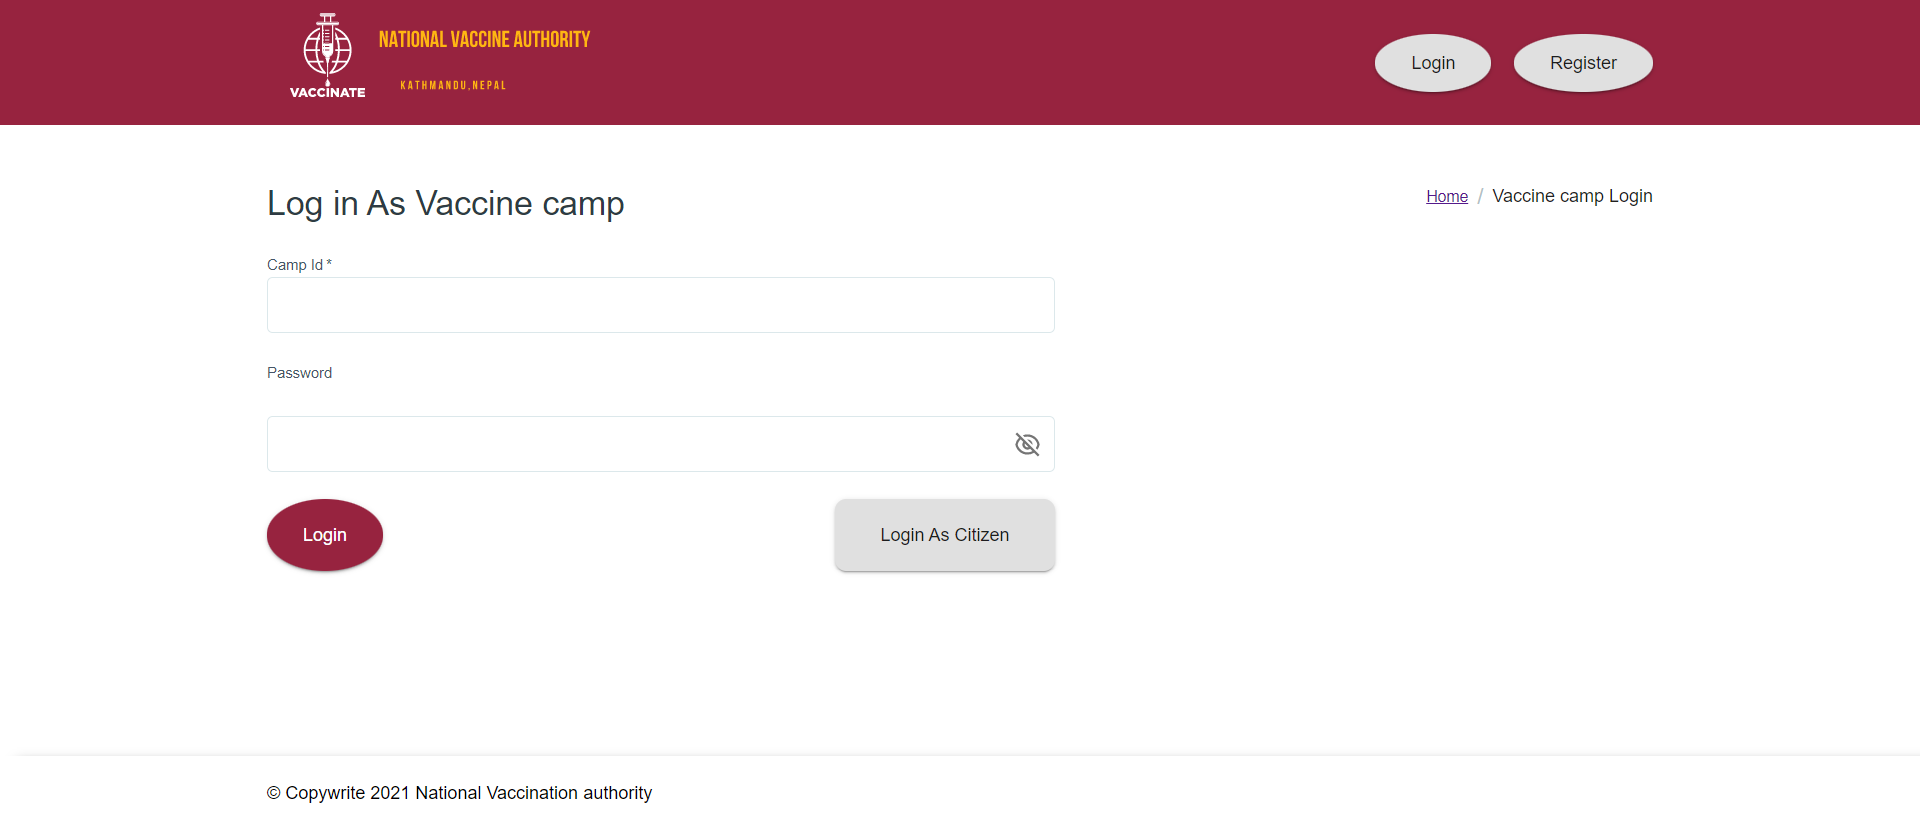 VACCINATE
NATIONAL VACCINE AUTHORITY
KATHMANDU,NEPAL
Login
Register
Log in As Vaccine camp
Home / Vaccine camp Login
Camp Id *
Password
Login
Login As Citizen
© Copywrite 2021 National Vaccination authority